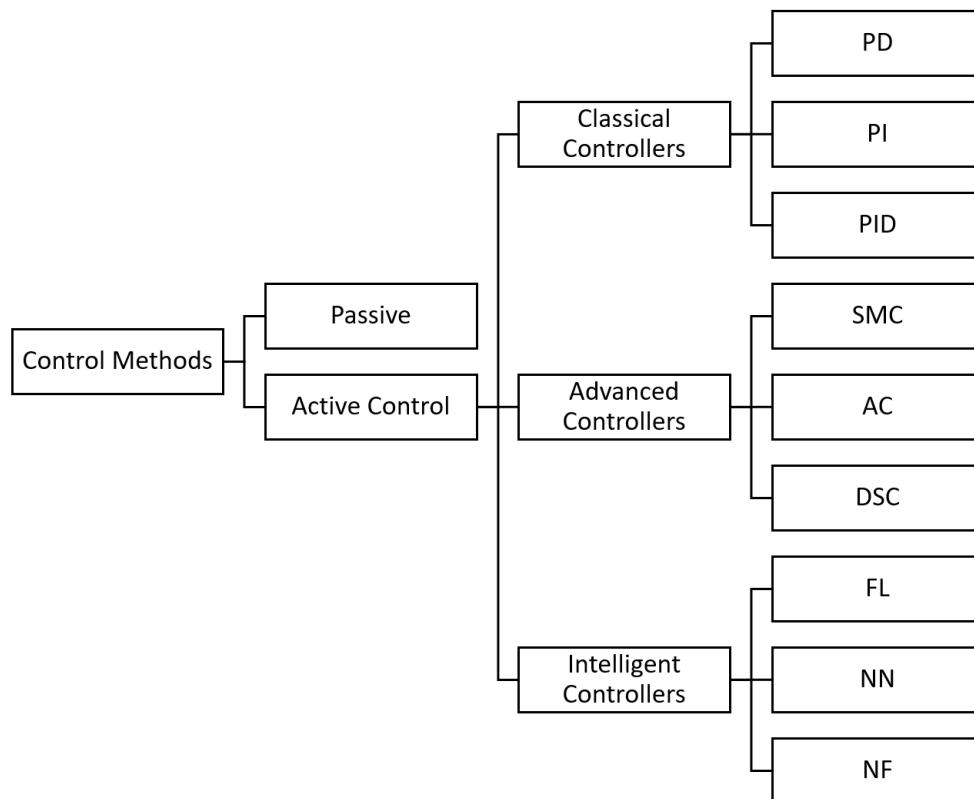 Control Methods
Passive
Active Control
Classical
Controllers
PD
PI
PID
Advanced
Controllers
SMC
AC
DSC
Intelligent
Controllers
FL
NN
NF